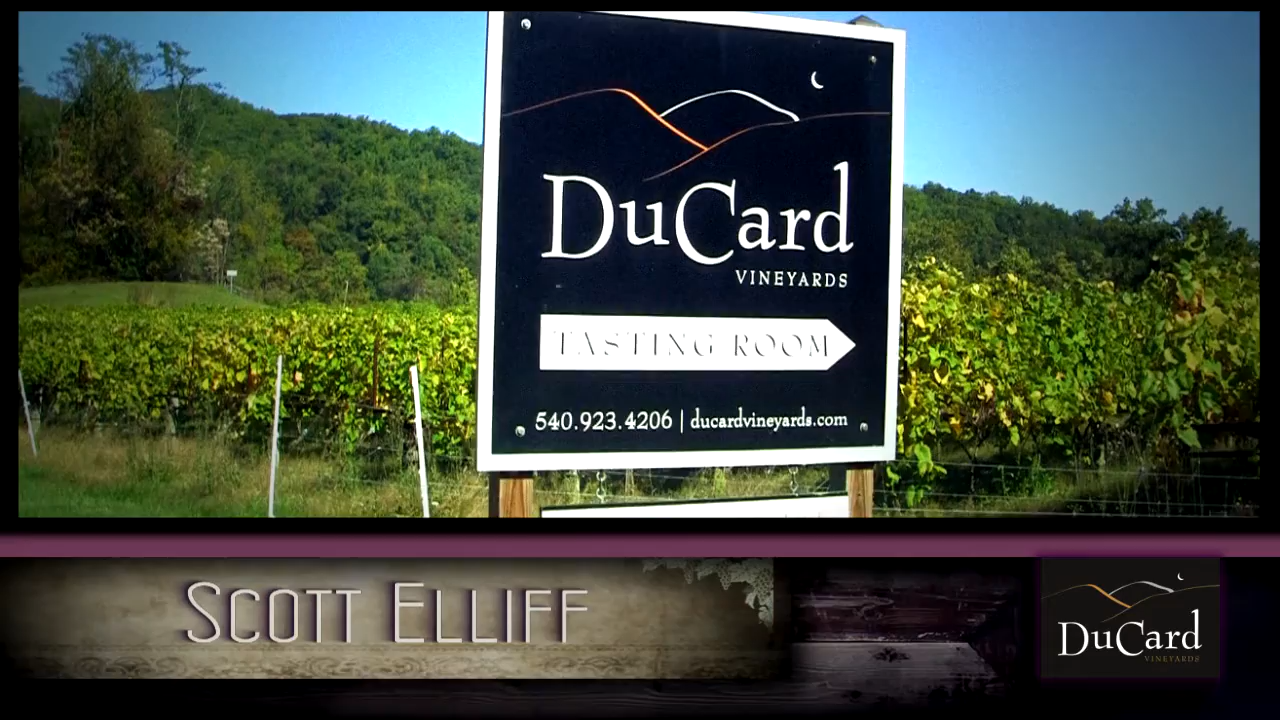 DuCard
VINEYARDS
TASTING ROOM
540.923.4206 | ducardvineyards.com
SCOTT ELLIFF
DuCard
VINEYARDS